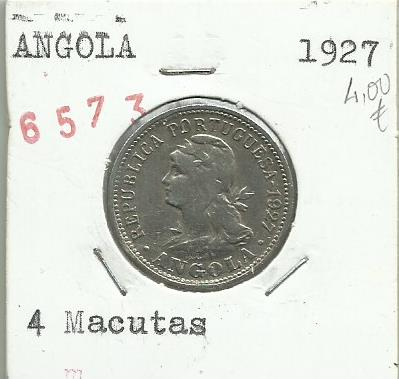 ANGOLA 1927
4,00
€
6573
REPUBLICA PORTUGUESA·1927·
·ANGOLA·
4 Macutas
m